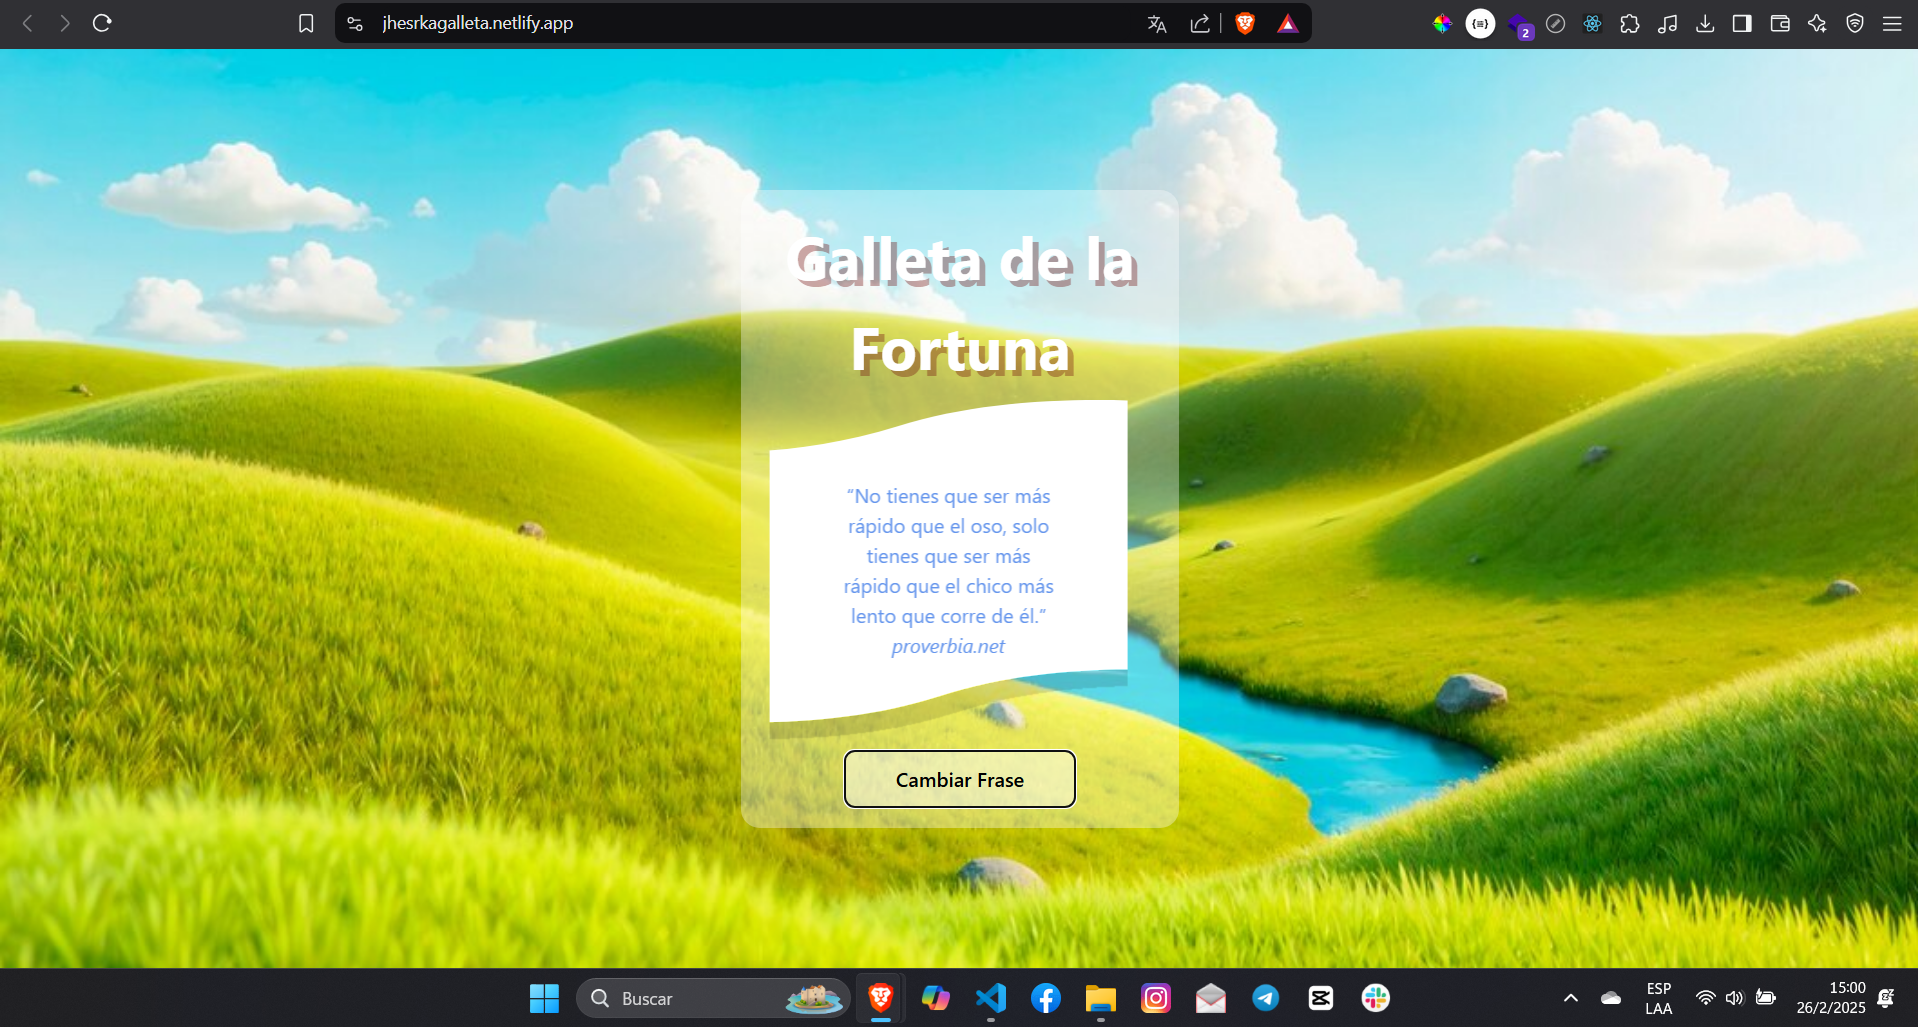 jhesrkagalleta.netlify.app
2
Galleta de la
Fortuna
“No tienes que ser más
rápido que el oso, solo
tienes que ser más
rápido que el chico más
lento que corre de él.”
proverbia.net
Cambiar Frase
Buscar
ESP
LAA
15:00
26/2/2025